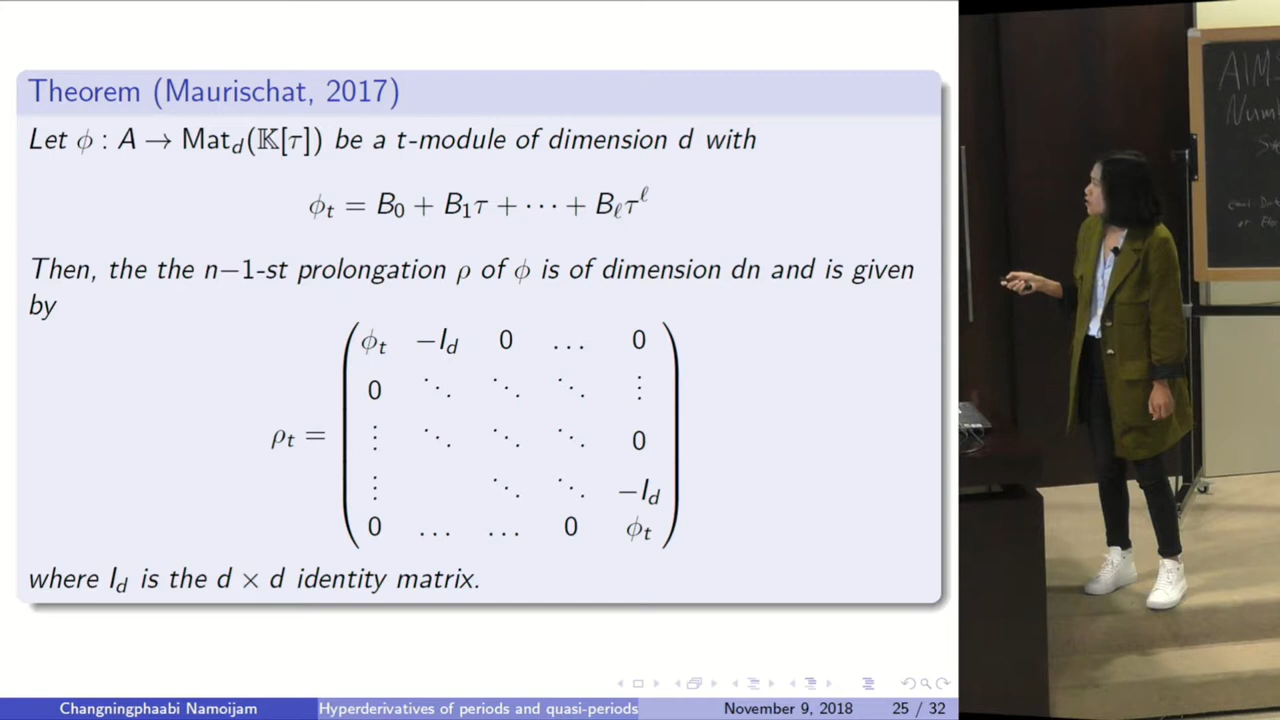 Theorem (Maurischat, 2017)
Let ϕ : A → Mat_d(𝕂[τ]) be a t-module of dimension d with
ϕ_t = B_0 + B_1τ + ⋯ + B_ℓτ^ℓ
Then, the the n−1-st prolongation ρ of ϕ is of dimension dn and is given
by
ϕ_t −I_d 0 … 0
0 ⋱ ⋱ ⋱ ⋮
ρ_t = ⋮ ⋱ ⋱ ⋱ 0
⋮ ⋱ ⋱ −I_d
0 … … 0 ϕ_t
where I_d is the d × d identity matrix.
Changningphaabi Namoijam Hyperderivatives of periods and quasi-periods November 9, 2018 25 / 32
AIM
Num